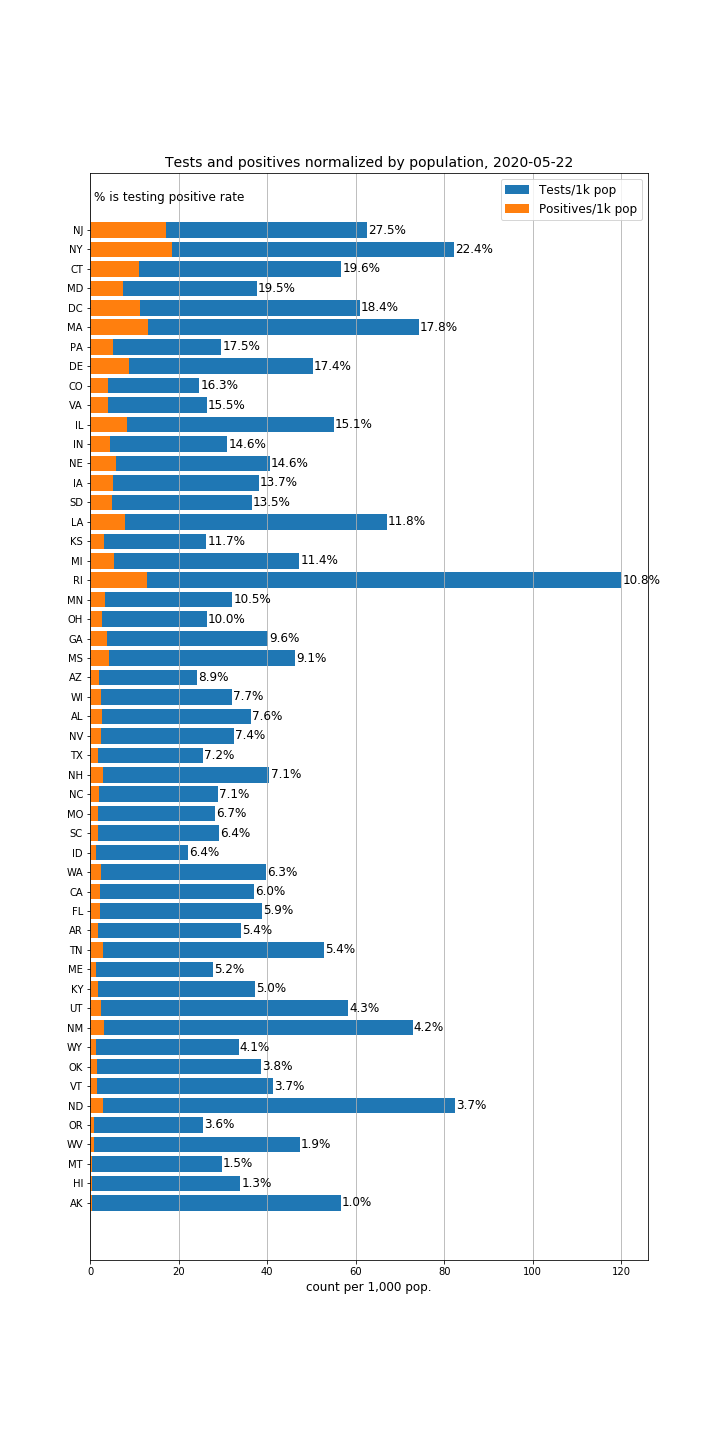 Tests and positives normalized by population, 2020-05-22
% is testing positive rate
Tests/1k pop
Positives/1k pop
NJ 27.5%
NY 22.4%
CT 19.6%
MD 19.5%
DC 18.4%
MA 17.8%
PA 17.5%
DE 17.4%
CO 16.3%
VA 15.5%
IL 15.1%
IN 14.6%
NE 14.6%
IA 13.7%
SD 13.5%
LA 11.8%
KS 11.7%
MI 11.4%
RI 10.8%
MN 10.5%
OH 10.0%
GA 9.6%
MS 9.1%
AZ 8.9%
WI 7.7%
AL 7.6%
NV 7.4%
TX 7.2%
NH 7.1%
NC 7.1%
MO 6.7%
SC 6.4%
ID 6.4%
WA 6.3%
CA 6.0%
FL 5.9%
AR 5.4%
TN 5.4%
ME 5.2%
KY 5.0%
UT 4.3%
NM 4.2%
WY 4.1%
OK 3.8%
VT 3.7%
ND 3.7%
OR 3.6%
WV 1.9%
MT 1.5%
HI 1.3%
AK 1.0%
0 20 40 60 80 100 120
count per 1,000 pop.